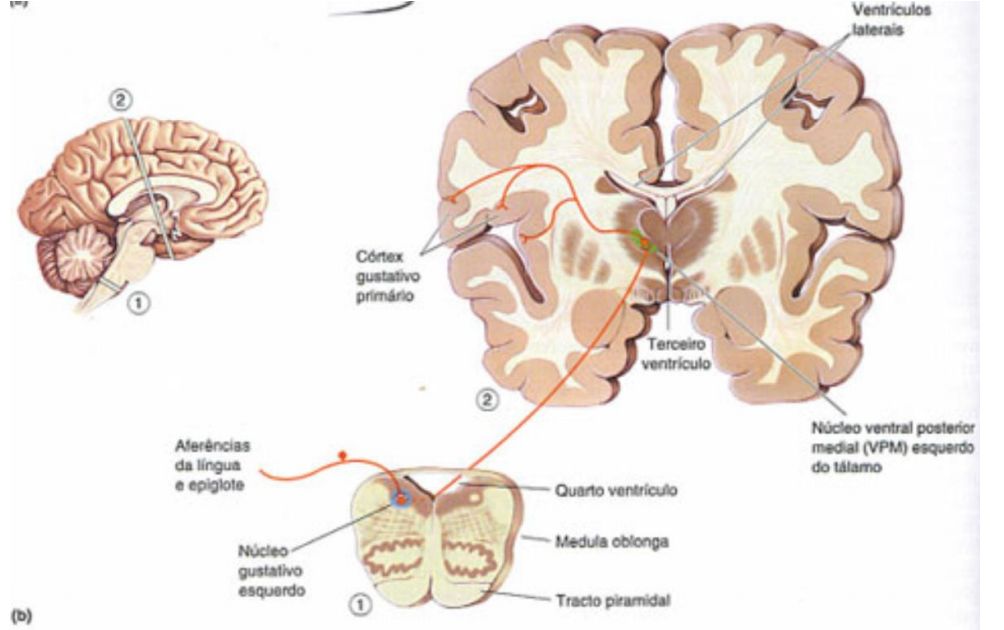 (a)
Ventrículos
laterais
2
1
Córtex
gustativo
primário
Terceiro
ventrículo
2
Núcleo ventral posterior
medial (VPM) esquerdo
do tálamo
Aferências
da língua
e epiglote
Quarto ventrículo
Medula oblonga
Núcleo
gustativo
esquerdo
Tracto piramidal
1
(b)